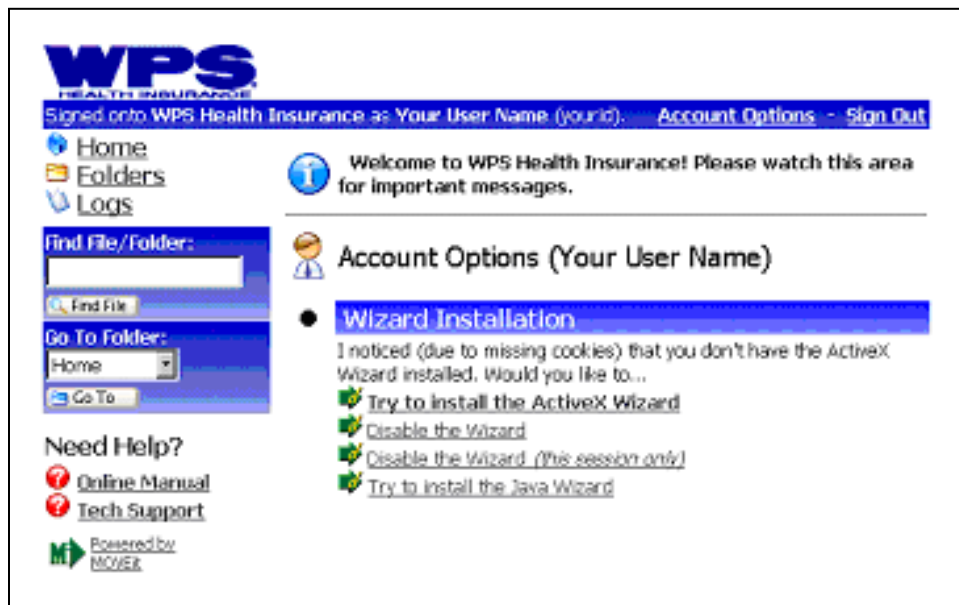 WPS
HEALTH INSURANCE
Signed onto WPS Health Insurance as Your User Name (yourid). Account Options - Sign Out
Home
Folders
Logs
Find File/Folder:
Find File
Go To Folder:
Home
Go To
Need Help?
Online Manual
Tech Support
Mi
Powered by
MOVEit
Welcome to WPS Health Insurance! Please watch this area
for important messages.
Account Options (Your User Name)
Wizard Installation
I noticed (due to missing cookies) that you don't have the ActiveX
Wizard installed. Would you like to...
Try to install the ActiveX Wizard
Disable the Wizard
Disable the Wizard (this session only)
Try to install the Java Wizard